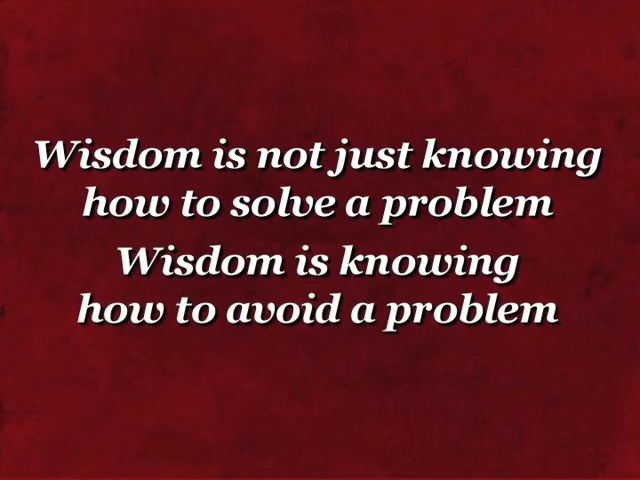 Wisdom is not just knowing
how to solve a problem
Wisdom is knowing
how to avoid a problem